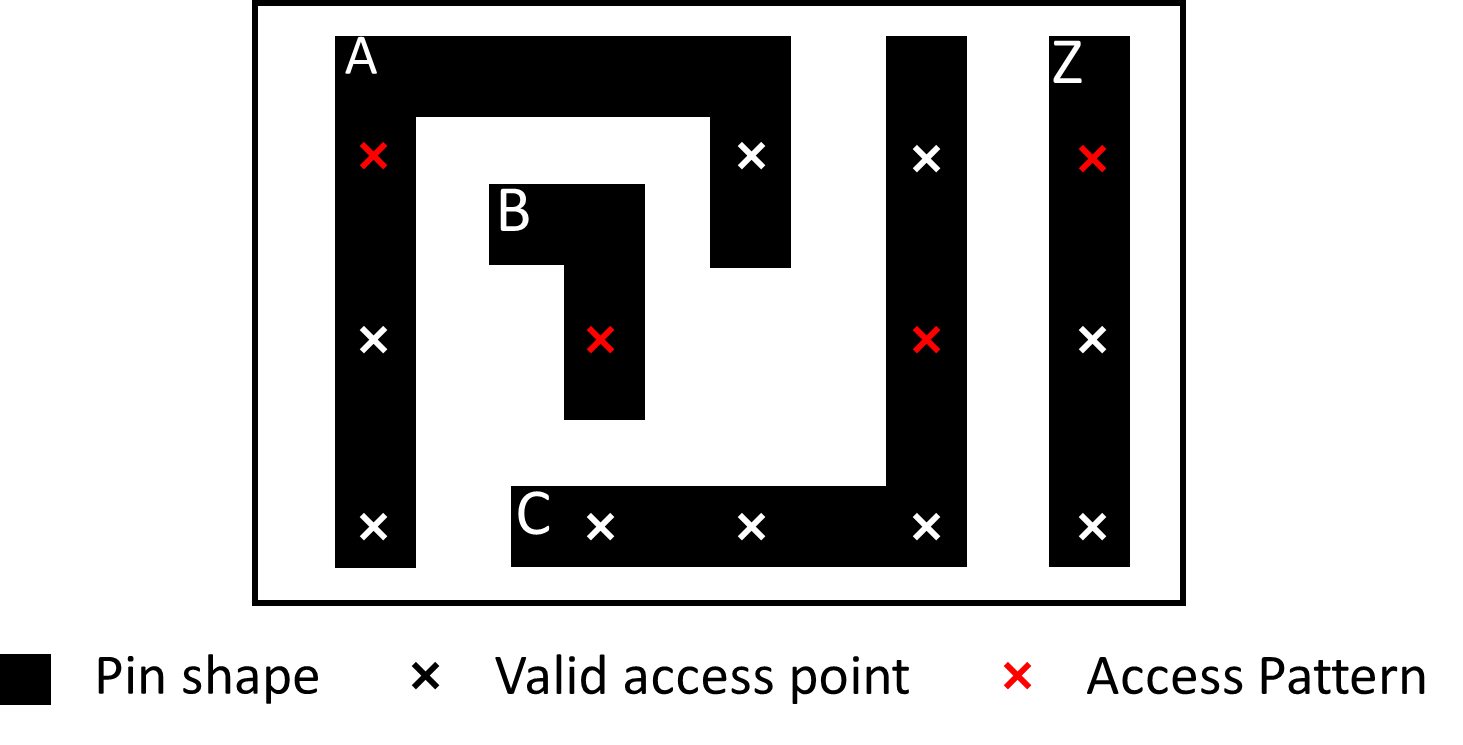 A
Z
B
C
Pin shape
Valid access point
Access Pattern